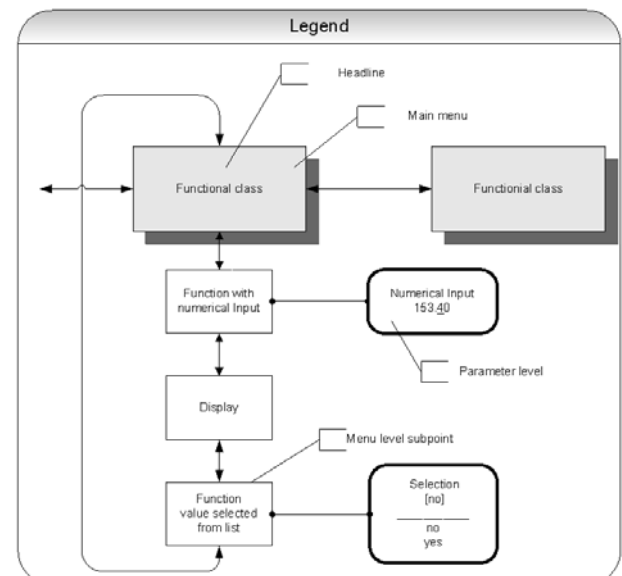 Legend
Headline
Main menu
Functional class
Functionial class
Function with
numerical Input
Numerical Input
153.40
Parameter level
Display
Menu level subpoint
Function
value selected
from list
Selection
[no]
no
yes